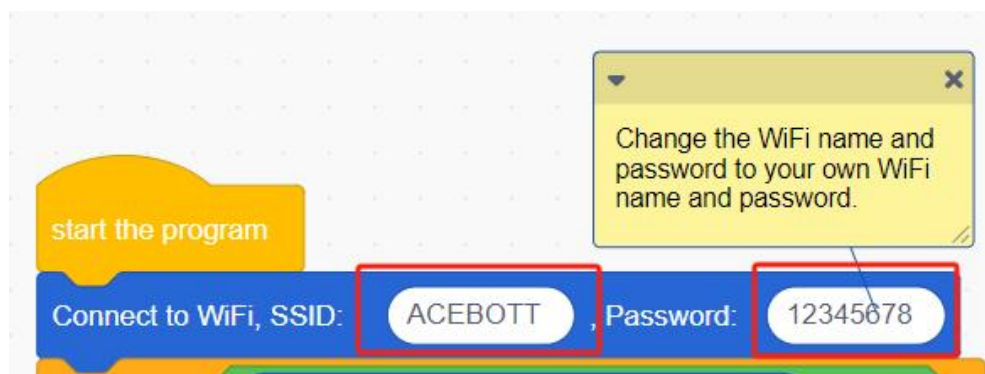 Change the WiFi name and
password to your own WiFi
name and password.
start the program
Connect to WiFi, SSID: ACEBOTT , Password: 12345678